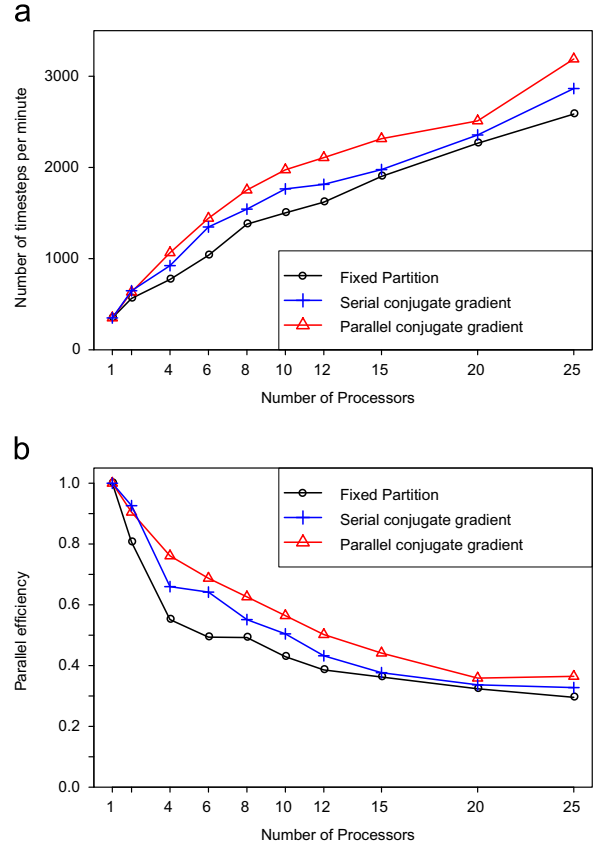 a
Number of timesteps per minute
3000
2000
1000
0
Fixed Partition
Serial conjugate gradient
Parallel conjugate gradient
1 4 6 8 10 12 15 20 25
Number of Processors
b
Parallel efficiency
1.0
0.8
0.6
0.4
0.2
0.0
Fixed Partition
Serial conjugate gradient
Parallel conjugate gradient
1 4 6 8 10 12 15 20 25
Number of Processors